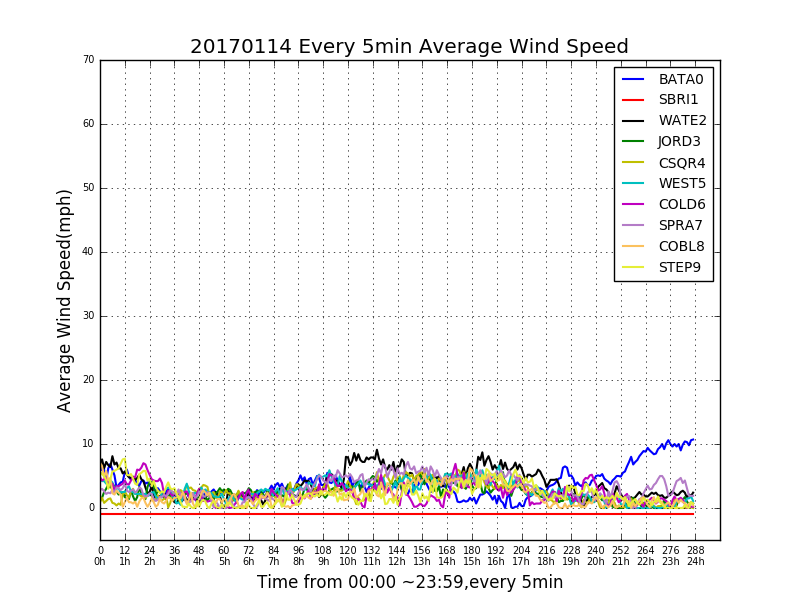 20170114 Every 5min Average Wind Speed
70
60
50
40
30
20
10
0
Average Wind Speed(mph)
BATA0
SBRI1
WATE2
JORD3
CSQR4
WEST5
COLD6
SPRA7
COBL8
STEP9
0 12 24 36 48 60 72 84 96 108 120 132 144 156 168 180 192 204 216 228 240 252 264 276 288
0h 1h 2h 3h 4h 5h 6h 7h 8h 9h 10h 11h 12h 13h 14h 15h 16h 17h 18h 19h 20h 21h 22h 23h 24h
Time from 00:00 ~23:59,every 5min